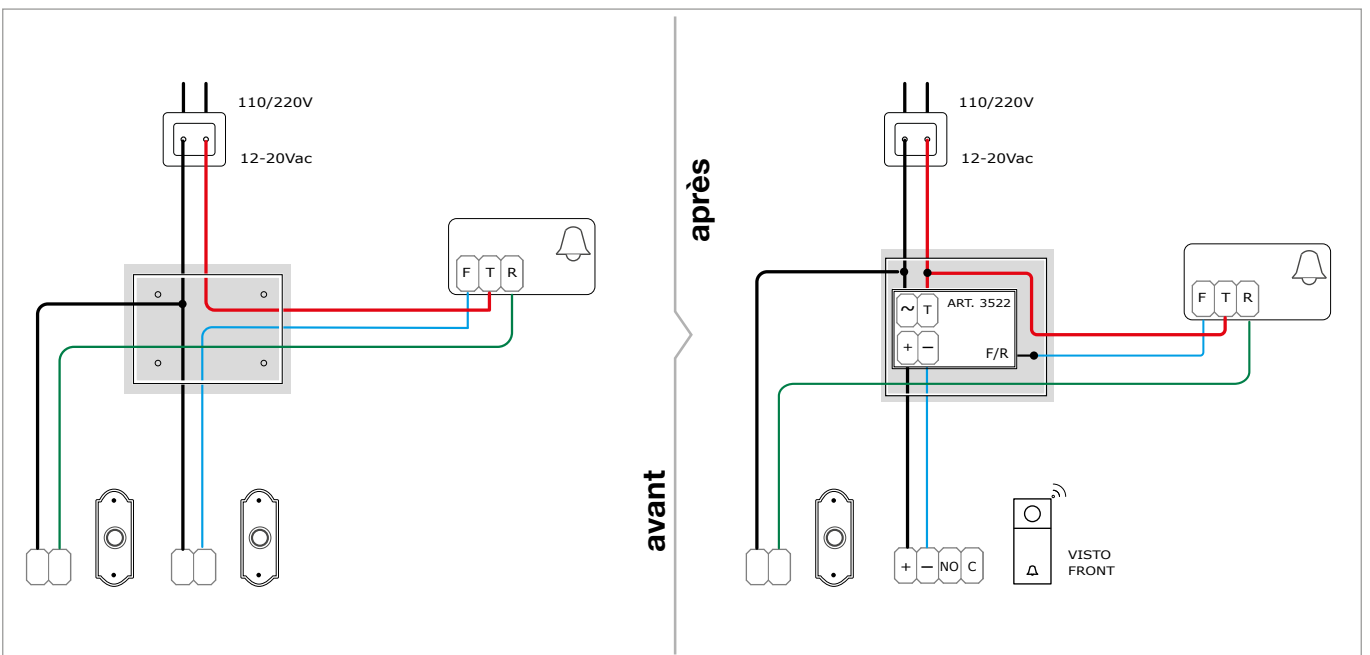 110/220V
12-20Vac
F T R
avant
après
110/220V
12-20Vac
~ T
ART. 3522
+ −
F/R
F T R
+ − NO C
VISTO
FRONT